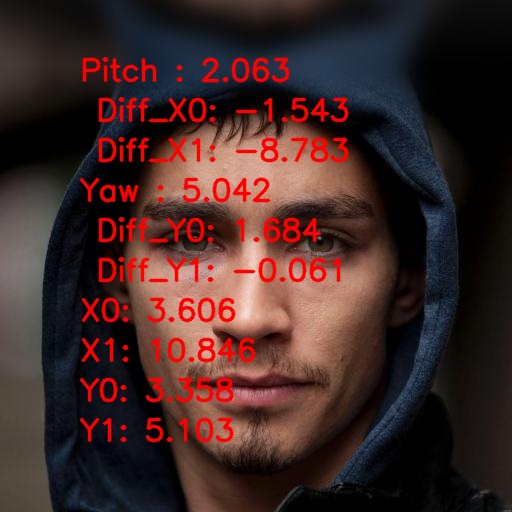 Pitch : 2.063
Diff_X0: -1.543
Diff_X1: -8.783
Yaw : 5.042
Diff_Y0: 1.684
Diff_Y1: -0.061
X0: 3.606
X1: 10.846
Y0: 3.358
Y1: 5.103